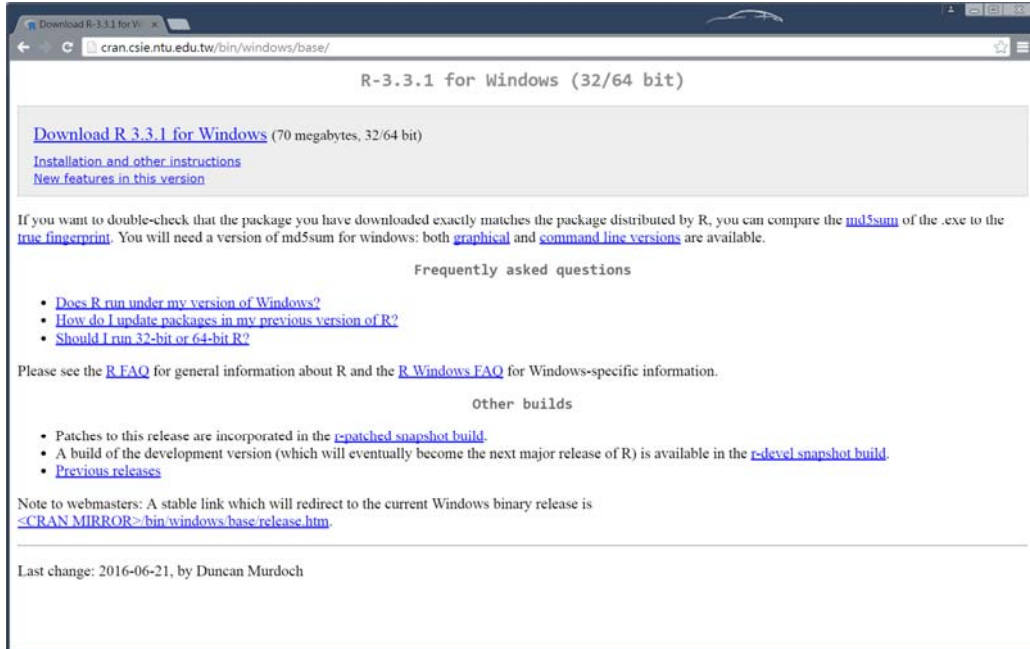 Download R-3.3.1 for W
cran.csie.ntu.edu.tw/bin/windows/base/
R-3.3.1 for Windows (32/64 bit)
Download R 3.3.1 for Windows (70 megabytes, 32/64 bit)
Installation and other instructions
New features in this version
If you want to double-check that the package you have downloaded exactly matches the package distributed by R, you can compare the md5sum of the .exe to the
true fingerprint. You will need a version of md5sum for windows: both graphical and command line versions are available.
Frequently asked questions
• Does R run under my version of Windows?
• How do I update packages in my previous version of R?
• Should I run 32-bit or 64-bit R?
Please see the R FAQ for general information about R and the R Windows FAQ for Windows-specific information.
Other builds
• Patches to this release are incorporated in the r-patched snapshot build.
• A build of the development version (which will eventually become the next major release of R) is available in the r-devel snapshot build.
• Previous releases
Note to webmasters: A stable link which will redirect to the current Windows binary release is
<CRAN MIRROR>/bin/windows/base/release.htm.
Last change: 2016-06-21, by Duncan Murdoch